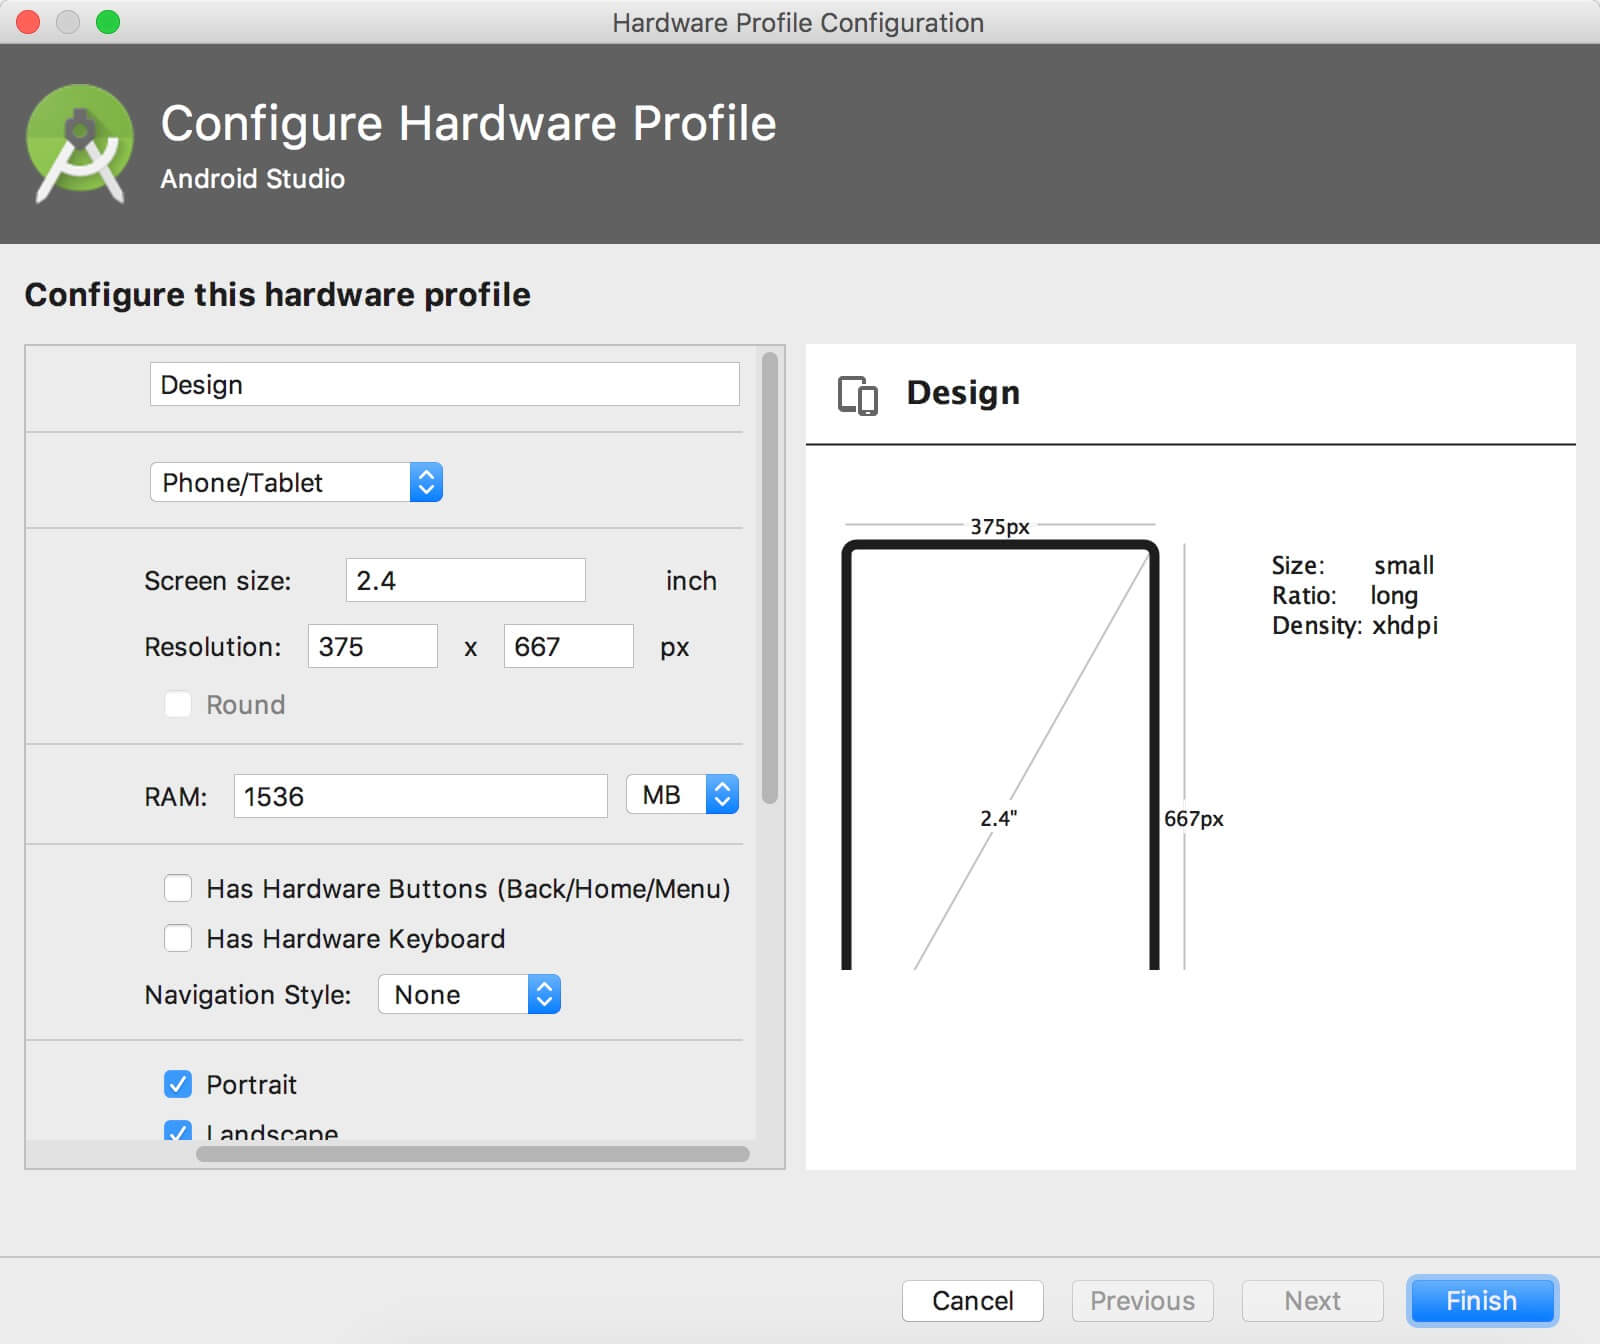 Hardware Profile Configuration
Configure Hardware Profile
Android Studio
Configure this hardware profile
Design
Phone/Tablet
Screen size: 2.4 inch
Resolution: 375 x 667 px
Round
RAM: 1536 MB
Has Hardware Buttons (Back/Home/Menu)
Has Hardware Keyboard
Navigation Style: None
Portrait
Landscape
Design
375px
2.4"
667px
Size: small
Ratio: long
Density: xhdpi
Cancel Previous Next Finish